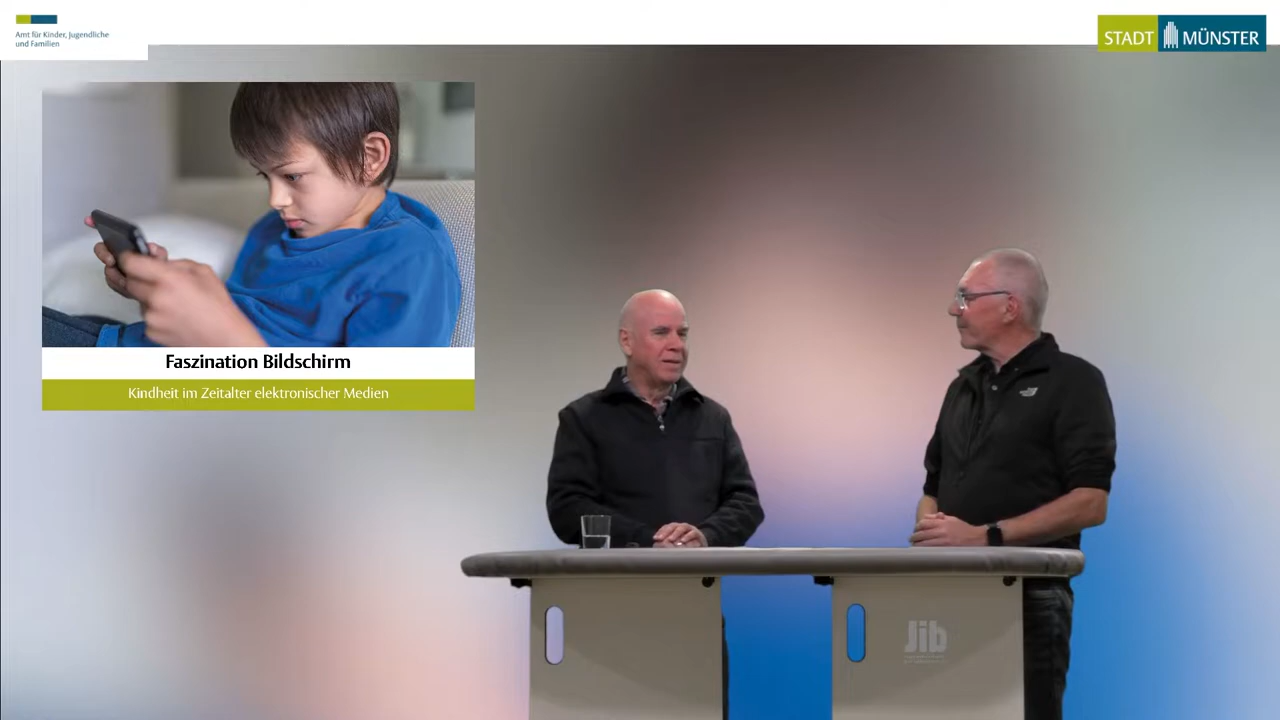 Amt für Kinder, Jugendliche
und Familien
STADT MÜNSTER
Faszination Bildschirm
Kindheit im Zeitalter elektronischer Medien
Jib